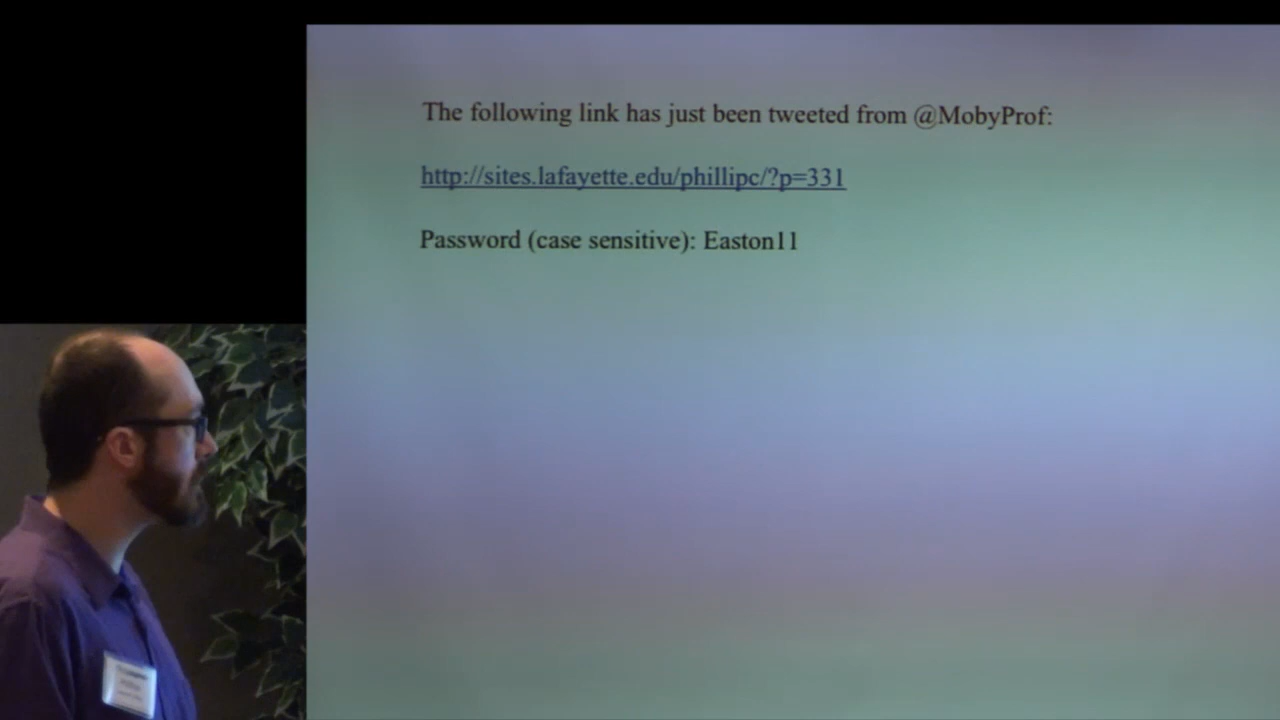 The following link has just been tweeted from @MobyProf:
http://sites.lafayette.edu/phillipc/?p=331
Password (case sensitive): Easton11